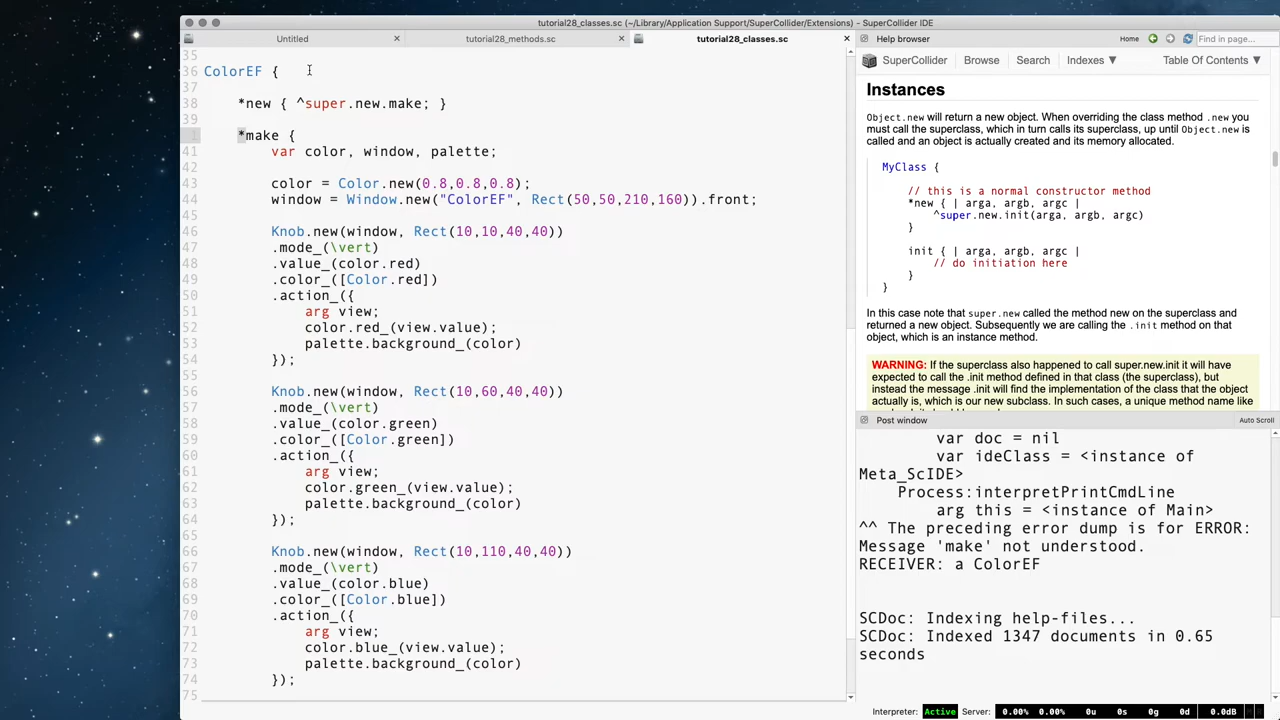 tutorial28_classes.sc (~/Library/Application Support/SuperCollider/Extensions) - SuperCollider IDE
Untitled
tutorial28_methods.sc
tutorial28_classes.sc
35
36 ColorEF {
37
38 *new { ^super.new.make; }
39
1 *make {
41 var color, window, palette;
42
43 color = Color.new(0.8,0.8,0.8);
44 window = Window.new("ColorEF", Rect(50,50,210,160)).front;
45
46 Knob.new(window, Rect(10,10,40,40))
47 .mode_(\vert)
48 .value_(color.red)
49 .color_([Color.red])
50 .action_({
51 arg view;
52 color.red_(view.value);
53 palette.background_(color)
54 });
55
56 Knob.new(window, Rect(10,60,40,40))
57 .mode_(\vert)
58 .value_(color.green)
59 .color_([Color.green])
60 .action_({
61 arg view;
62 color.green_(view.value);
63 palette.background_(color)
64 });
65
66 Knob.new(window, Rect(10,110,40,40))
67 .mode_(\vert)
68 .value_(color.blue)
69 .color_([Color.blue])
70 .action_({
71 arg view;
72 color.blue_(view.value);
73 palette.background_(color)
74 });
75
Help browser
Home
Find in page...
SuperCollider Browse Search Indexes ▼ Table Of Contents ▼
Instances
Object.new will return a new object. When overriding the class method .new you
must call the superclass, which in turn calls its superclass, up until Object.new is
called and an object is actually created and its memory allocated.
MyClass {
// this is a normal constructor method
*new { | arga, argb, argc |
^super.new.init(arga, argb, argc)
}
init { | arga, argb, argc |
// do initiation here
}
}
In this case note that super.new called the method new on the superclass and
returned a new object. Subsequently we are calling the .init method on that
object, which is an instance method.
WARNING: If the superclass also happened to call super.new.init it will have
expected to call the .init method defined in that class (the superclass), but
instead the message .init will find the implementation of the class that the object
actually is, which is our new subclass. In such cases, a unique method name like
Post window
Auto Scroll
var doc = nil
var ideClass = <instance of
Meta_ScIDE>
Process:interpretPrintCmdLine
arg this = <instance of Main>
^^ The preceding error dump is for ERROR:
Message 'make' not understood.
RECEIVER: a ColorEF
SCDoc: Indexing help-files...
SCDoc: Indexed 1347 documents in 0.65
seconds
Interpreter: Active Server: 0.00% 0.00% 0u 0s 0g 0d 0.0dB